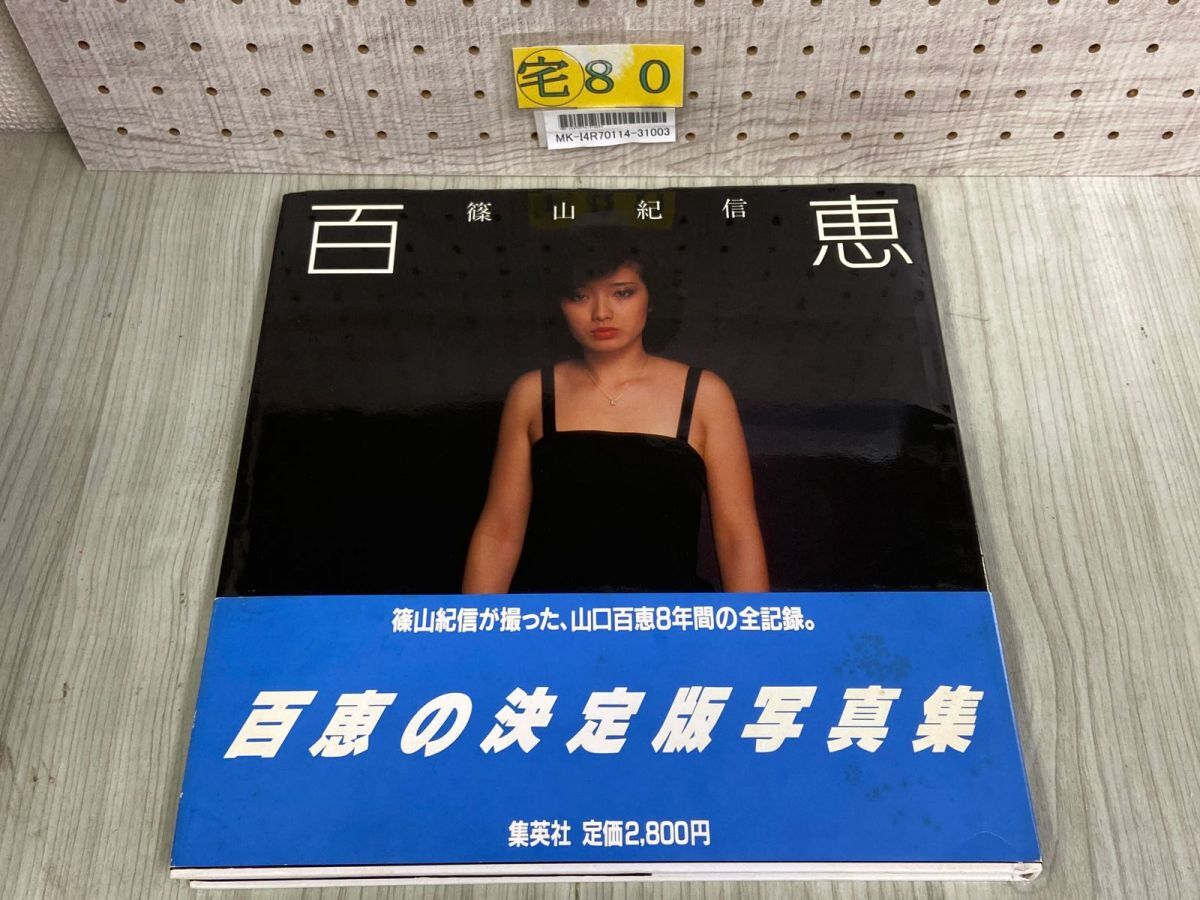 宅80
MK-I4R70114-31003
百 篠山紀信 恵
篠山紀信が撮った、山口百恵8年間の全記録。
百恵の決定版写真集
集英社 定価2,800円